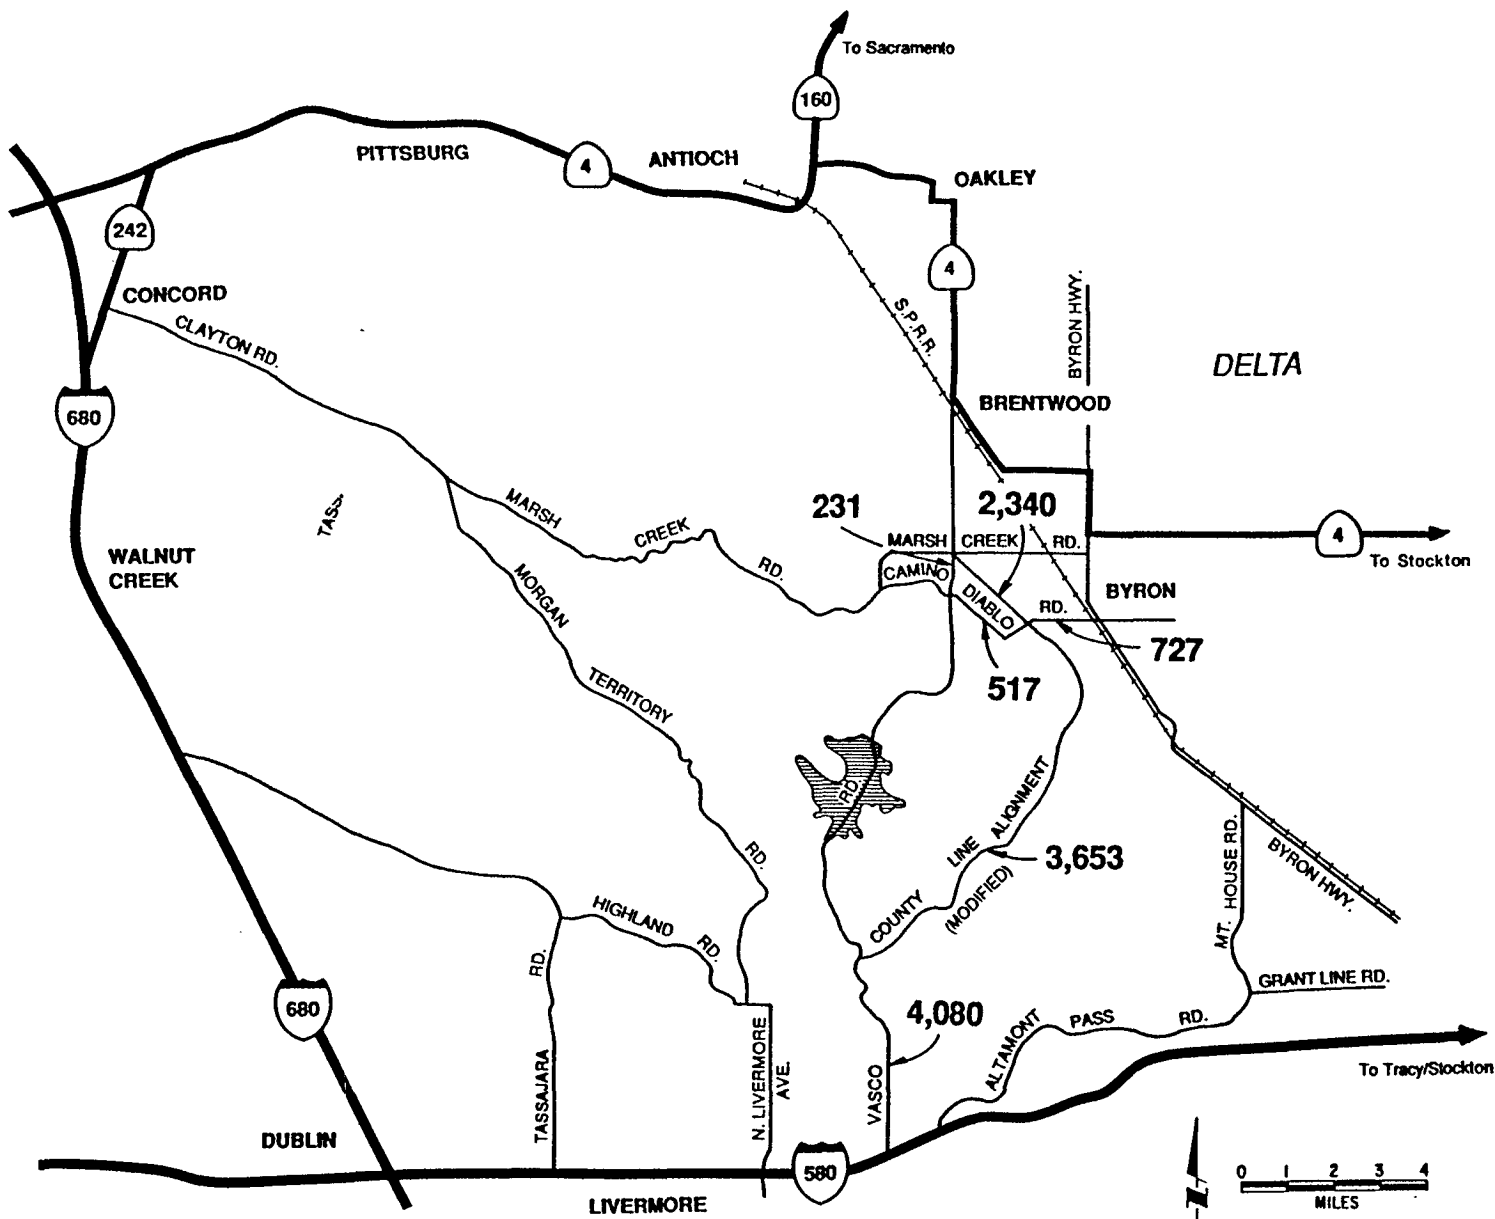 To Sacramento
160
PITTSBURG
4
ANTIOCH
OAKLEY
242
4
CONCORD
CLAYTON RD.
S.P.R.R.
BYRON HWY.
DELTA
680
BRENTWOOD
TASS
MARSH CREEK RD.
231
2,340
MARSH CREEK RD.
4
To Stockton
WALNUT
CREEK
CAMINO DIABLO RD.
BYRON
727
517
MORGAN TERRITORY RD.
RD.
COUNTY LINE ALIGNMENT
(MODIFIED)
3,653
MT. HOUSE RD.
BYRON HWY.
HIGHLAND RD.
TASSAJARA RD.
680
GRANT LINE RD.
4,080
ALTAMONT PASS RD.
N. LIVERMORE
AVE.
VASCO
To Tracy/Stockton
DUBLIN
580
LIVERMORE
N
0 1 2 3 4
MILES